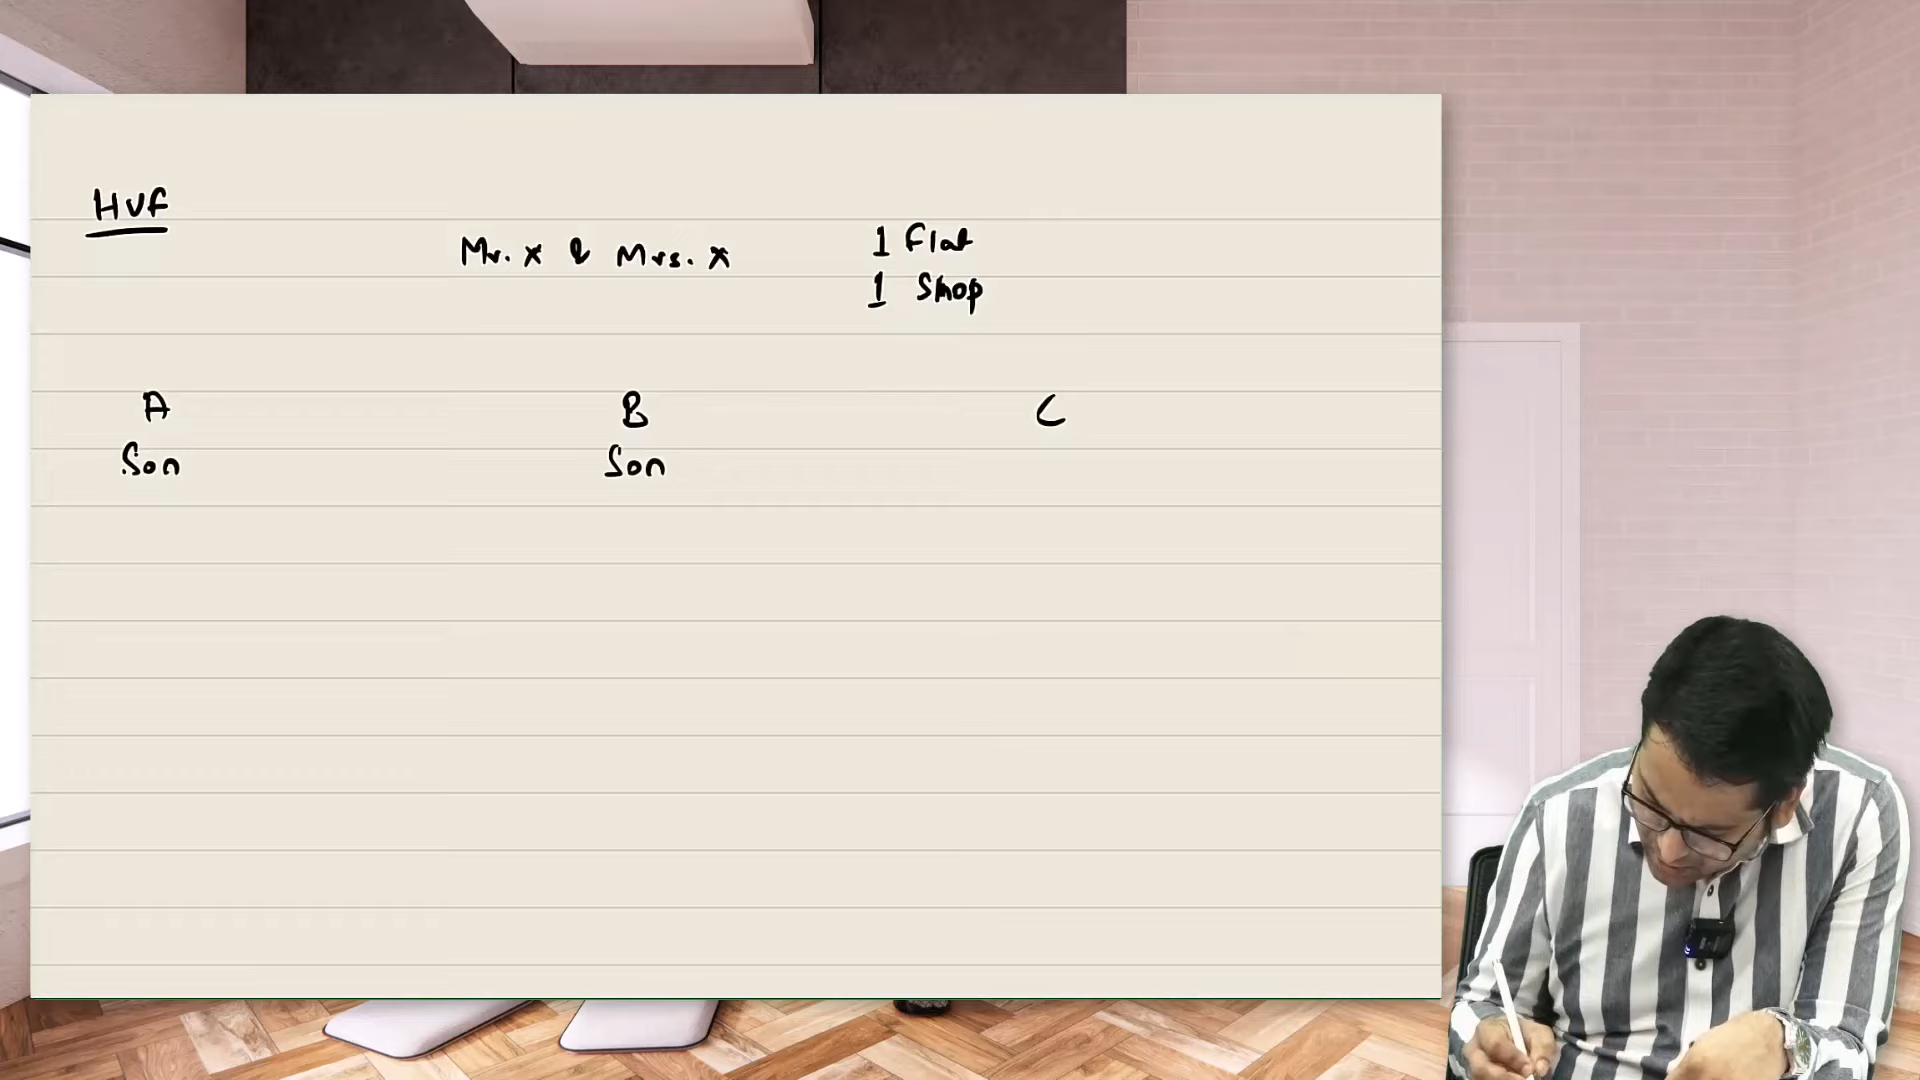 HUF
Mr. X & Mrs. X
1 Flat
1 Shop
A B C
Son Son